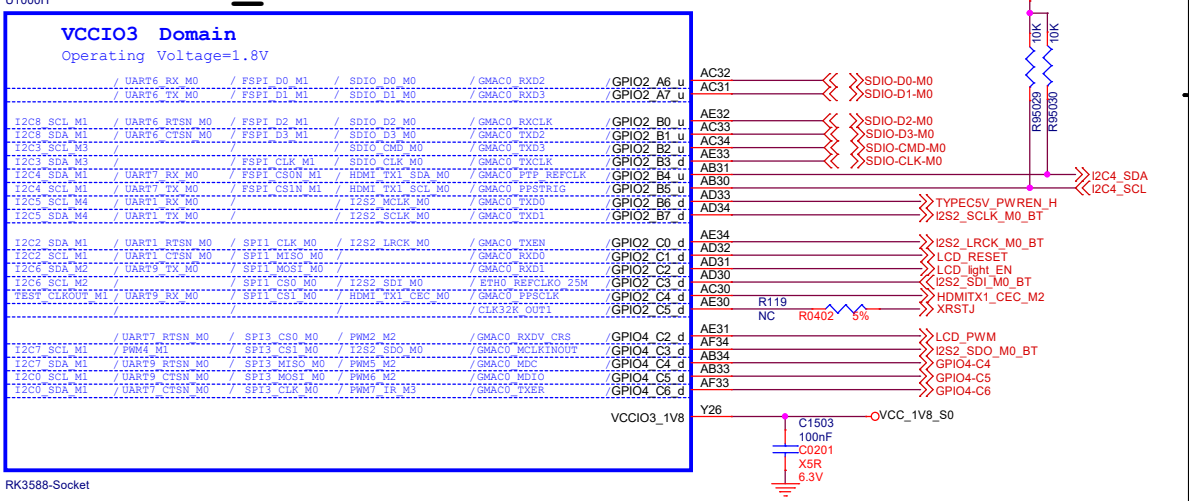 U1000H
VCCIO3 Domain
Operating Voltage=1.8V
/ UART6_RX_M0 / FSPI_D0_M1 / SDIO_D0_M0 / GMAC0_RXD2 /GPIO2_A6_u AC32 SDIO-D0-M0
/ UART6_TX_M0 / FSPI_D1_M1 / SDIO_D1_M0 / GMAC0_RXD3 /GPIO2_A7_u AC31 SDIO-D1-M0
I2C8_SCL_M1 / UART6_RTSN_M0 / FSPI_D2_M1 / SDIO_D2_M0 / GMAC0_RXCLK /GPIO2_B0_u AE32 SDIO-D2-M0
I2C8_SDA_M1 / UART6_CTSN_M0 / FSPI_D3_M1 / SDIO_D3_M0 / GMAC0_TXD2 /GPIO2_B1_u AC33 SDIO-D3-M0
I2C3_SCL_M3 / / SDIO_CMD_M0 / GMAC0_TXD3 /GPIO2_B2_u AC34 SDIO-CMD-M0
I2C3_SDA_M3 / / FSPI_CLK_M1 / SDIO_CLK_M0 / GMAC0_TXCLK /GPIO2_B3_d AE33 SDIO-CLK-M0
I2C4_SDA_M1 / UART7_RX_M0 / FSPI_CS0N_M1 / HDMI_TX1_SDA_M0 / GMAC0_PTP_REFCLK /GPIO2_B4_u AB31 I2C4_SDA
I2C4_SCL_M1 / UART7_TX_M0 / FSPI_CS1N_M1 / HDMI_TX1_SCL_M0 / GMAC0_PPSTRIG /GPIO2_B5_u AB30 I2C4_SCL
I2C5_SCL_M4 / UART1_RX_M0 / I2S2_MCLK_M0 / GMAC0_TXD0 /GPIO2_B6_d AD33 TYPEC5V_PWREN_H
I2C5_SDA_M4 / UART1_TX_M0 / I2S2_SCLK_M0 / GMAC0_TXD1 /GPIO2_B7_d AD34 I2S2_SCLK_M0_BT
I2C2_SDA_M1 / UART1_RTSN_M0 / SPI1_CLK_M0 / I2S2_LRCK_M0 / GMAC0_TXEN /GPIO2_C0_d AE34 I2S2_LRCK_M0_BT
I2C2_SCL_M1 / UART1_CTSN_M0 / SPI1_MISO_M0 / / GMAC0_RXD0 /GPIO2_C1_d AD32 LCD_RESET
I2C6_SDA_M2 / UART9_TX_M0 / SPI1_MOSI_M0 / / GMAC0_RXD1 /GPIO2_C2_d AD31 LCD_light_EN
I2C6_SCL_M2 / / SPI1_CS0_M0 / I2S2_SDI_M0 / ETH0_REFCLKO_25M /GPIO2_C3_d AD30 I2S2_SDI_M0_BT
TEST_CLKOUT_M1 / UART9_RX_M0 / SPI1_CS1_M0 / HDMI_TX1_CEC_M0 / GMAC0_PPSCLK /GPIO2_C4_d AC30 HDMITX1_CEC_M2
/CLK32K_OUT1 /GPIO2_C5_d AE30 R119 NC R0402 5% XRSTJ
/UART7_RTSN_M0 / SPI3_CS0_M0 / PWM2_M2 /GMAC0_RXDV_CRS /GPIO4_C2_d AE31 LCD_PWM
I2C7_SCL_M1 /PWM4_M1 / SPI3_CS1_M0 / I2S2_SDO_M0 /GMAC0_MCLKINOUT /GPIO4_C3_d AF34 I2S2_SDO_M0_BT
I2C7_SDA_M1 /UART9_RTSN_M0 / SPI3_MISO_M0 / PWM5_M2 /GMAC0_MDC /GPIO4_C4_d AB34 GPIO4-C4
I2C0_SCL_M1 /UART9_CTSN_M0 / SPI3_MOSI_M0 / PWM6_M2 /GMAC0_MDIO /GPIO4_C5_d AB33 GPIO4-C5
I2C0_SDA_M1 /UART7_CTSN_M0 / SPI3_CLK_M0 / PWM7_IR_M3 /GMAC0_TXER /GPIO4_C6_d AF33 GPIO4-C6
VCCIO3_1V8 Y26 VCC_1V8_S0
10K
10K
R95029
R95030
C1503
100nF
C0201
X5R
6.3V
RK3588-Socket